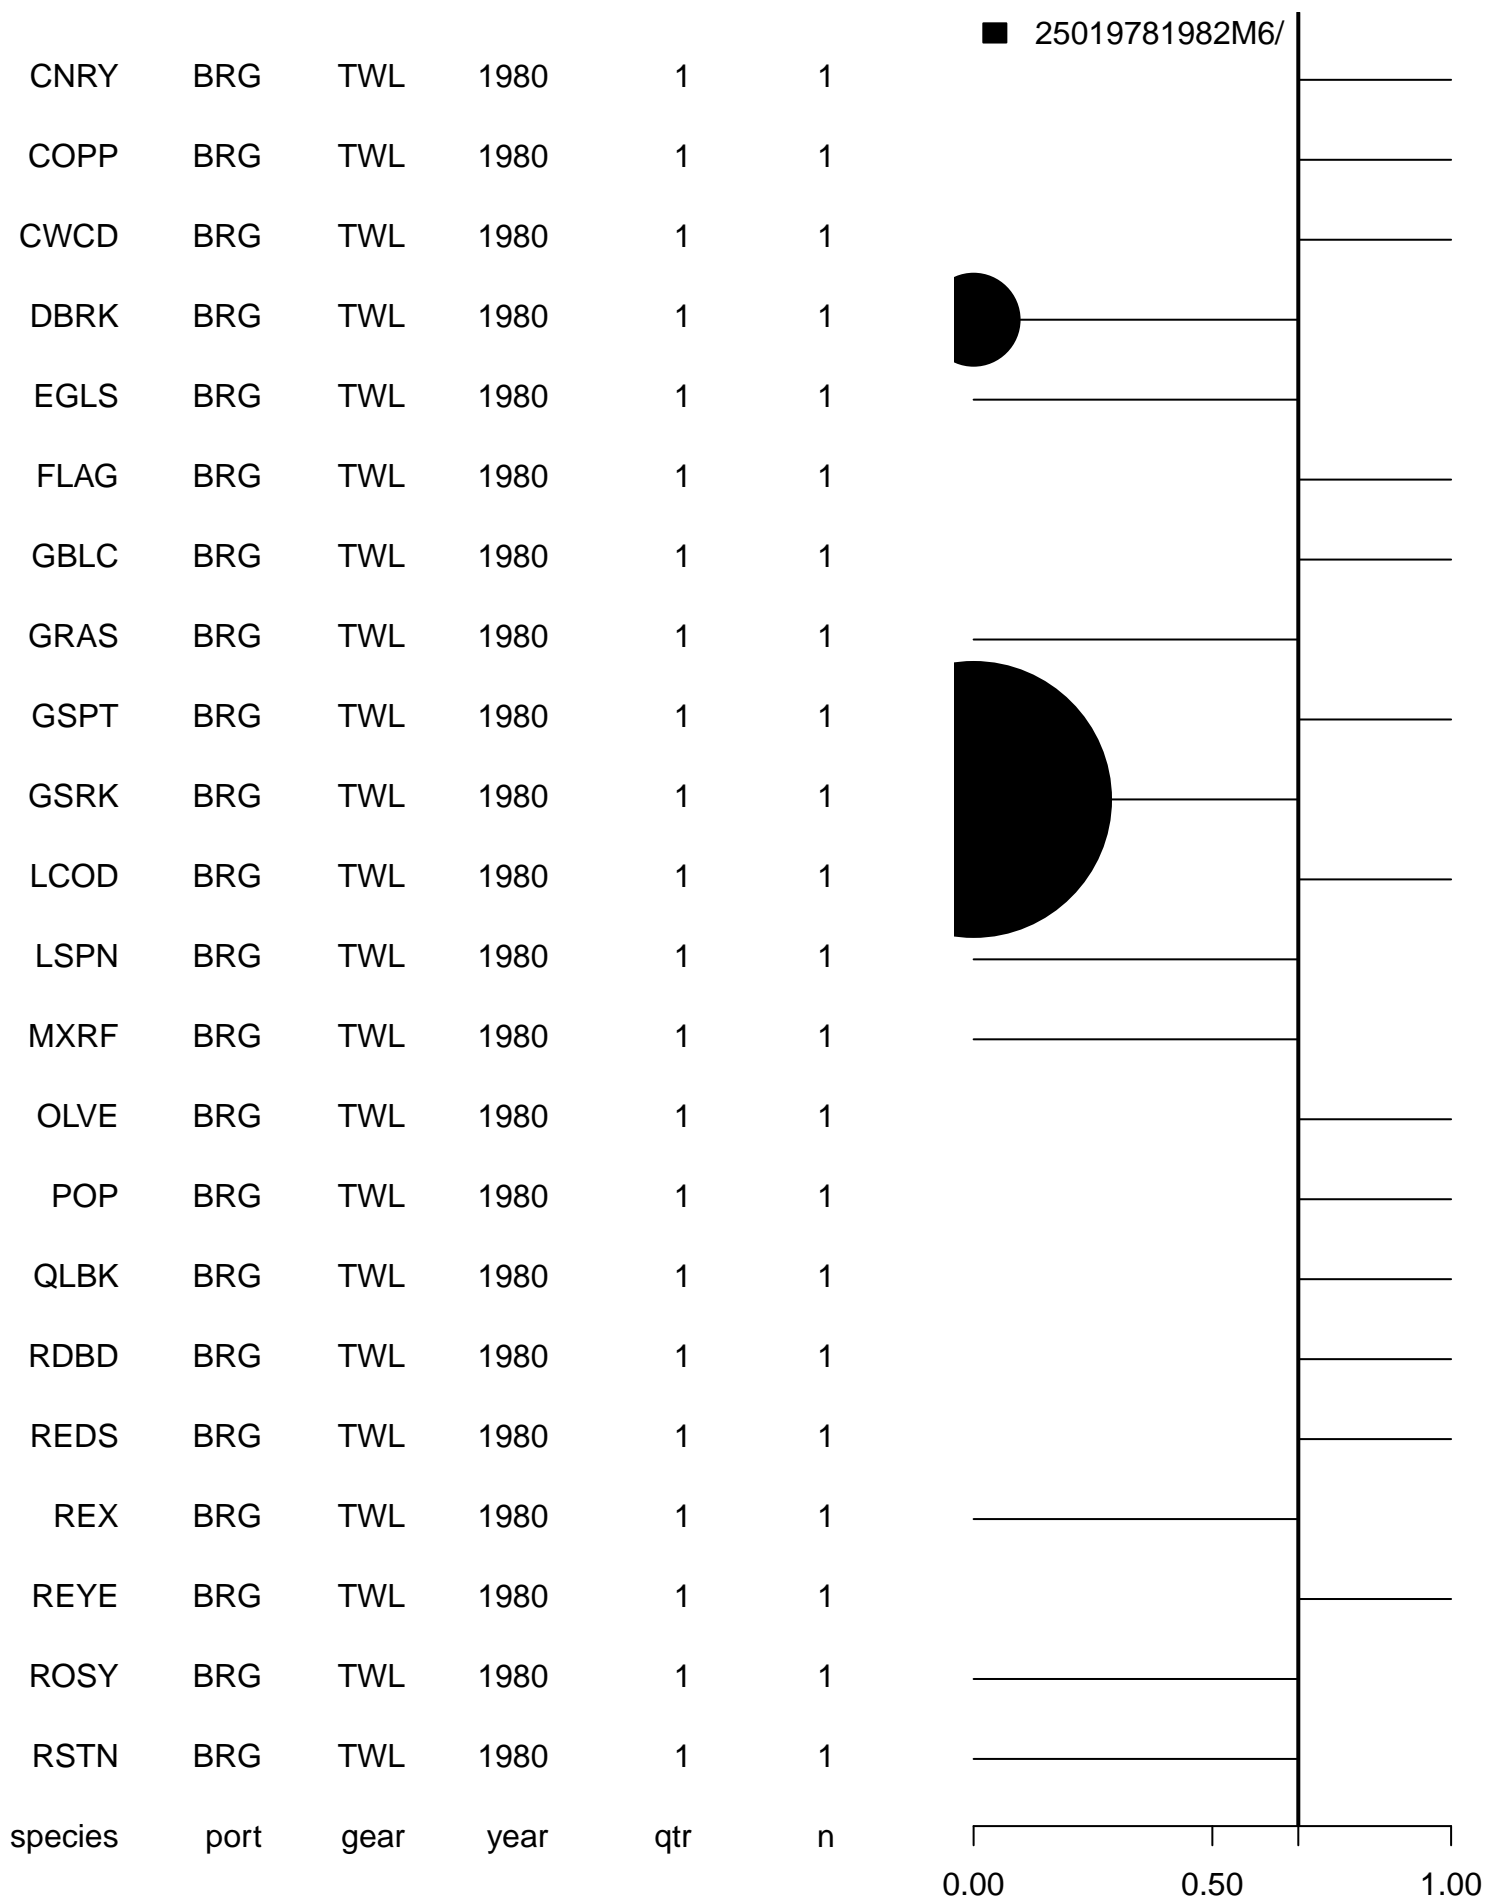 25019781982M6/
CNRY BRG TWL 1980 1 1
COPP BRG TWL 1980 1 1
CWCD BRG TWL 1980 1 1
DBRK BRG TWL 1980 1 1
EGLS BRG TWL 1980 1 1
FLAG BRG TWL 1980 1 1
GBLC BRG TWL 1980 1 1
GRAS BRG TWL 1980 1 1
GSPT BRG TWL 1980 1 1
GSRK BRG TWL 1980 1 1
LCOD BRG TWL 1980 1 1
LSPN BRG TWL 1980 1 1
MXRF BRG TWL 1980 1 1
OLVE BRG TWL 1980 1 1
POP BRG TWL 1980 1 1
QLBK BRG TWL 1980 1 1
RDBD BRG TWL 1980 1 1
REDS BRG TWL 1980 1 1
REX BRG TWL 1980 1 1
REYE BRG TWL 1980 1 1
ROSY BRG TWL 1980 1 1
RSTN BRG TWL 1980 1 1
species port gear year qtr n
0.00 0.50 1.00